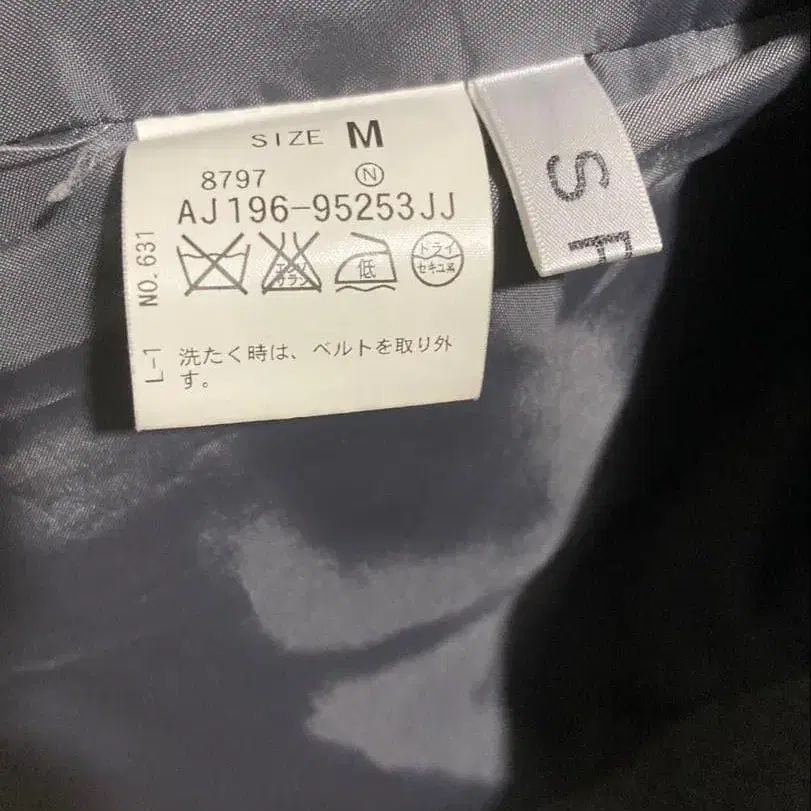 SIZE M
8797 Ⓝ
AJ196-95253JJ
低
ドライ
セキユ系
洗たく時は、ベルトを取り外
す。
NO.631
L-1
S